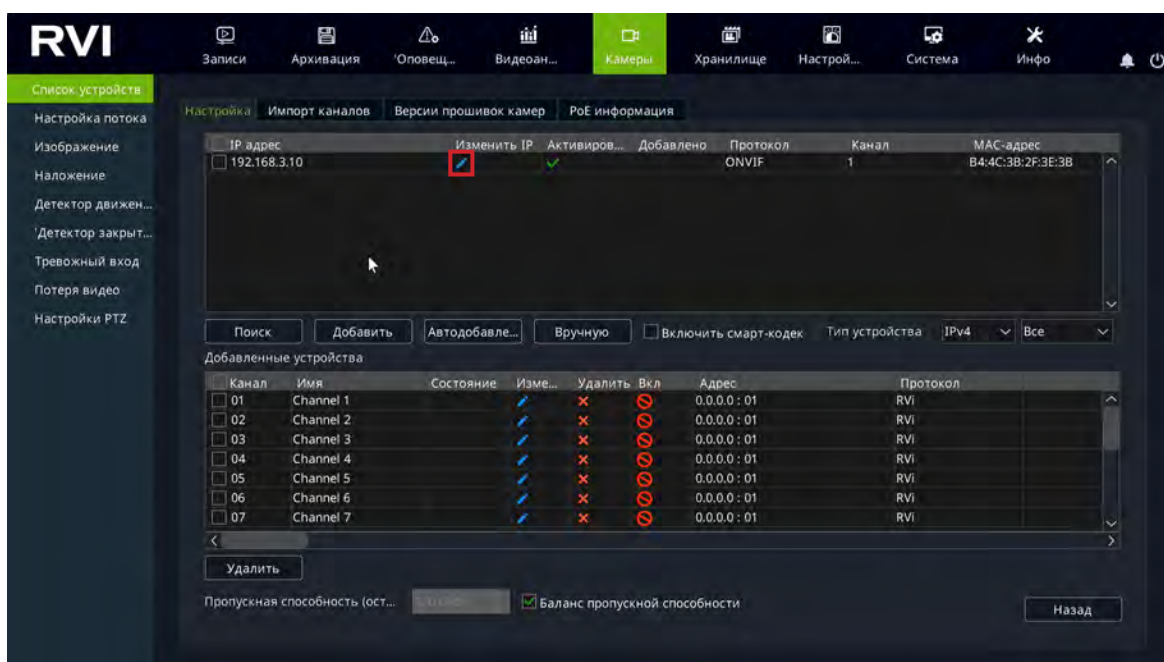 RVI
Записи Архивация 'Оповещ... Видеоан... Камеры Хранилище Настрой... Система Инфо
Список устройств
Настройка потока
Изображение
Наложение
Детектор движен...
'Детектор закрыт...
Тревожный вход
Потеря видео
Настройки PTZ
Настройка Импорт каналов Версии прошивок камер PoE информация
IP адрес Изменить IP Активиров... Добавлено Протокол Канал MAC-адрес
192.168.3.10 ONVIF 1 B4:4C:3B:2F:3E:3B
Поиск Добавить Автодобавле... Вручную Включить смарт-кодек Тип устройства IPv4 Все
Добавленные устройства
Канал Имя Состояние Изме... Удалить Вкл Адрес Протокол
01 Channel 1 0.0.0.0 : 01 RVi
02 Channel 2 0.0.0.0 : 01 RVi
03 Channel 3 0.0.0.0 : 01 RVi
04 Channel 4 0.0.0.0 : 01 RVi
05 Channel 5 0.0.0.0 : 01 RVi
06 Channel 6 0.0.0.0 : 01 RVi
07 Channel 7 0.0.0.0 : 01 RVi
Удалить
Пропускная способность (ост... Баланс пропускной способности
Назад